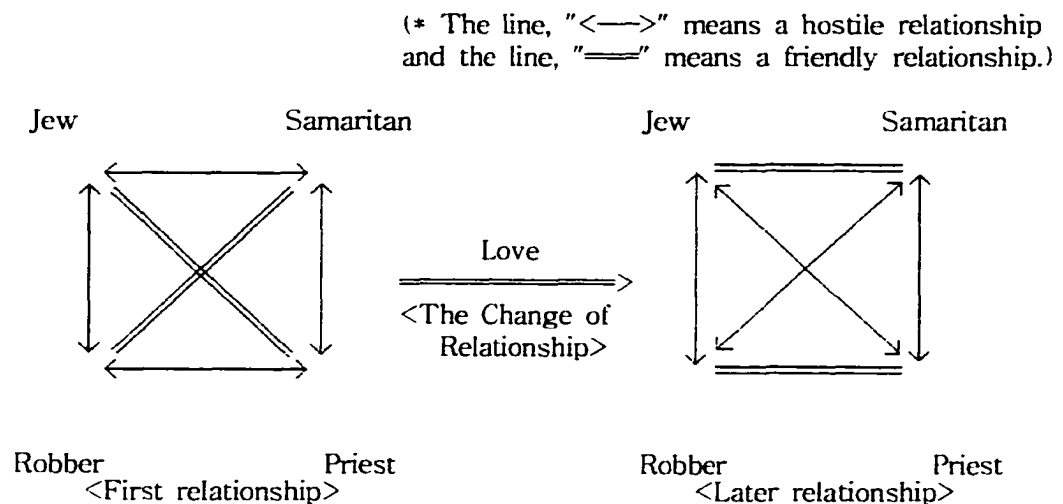 (* The line, "<—>" means a hostile relationship
and the line, "==" means a friendly relationship.)
Jew Samaritan Jew Samaritan
Love
<The Change of
Relationship>
Robber Priest Robber Priest
<First relationship> <Later relationship>